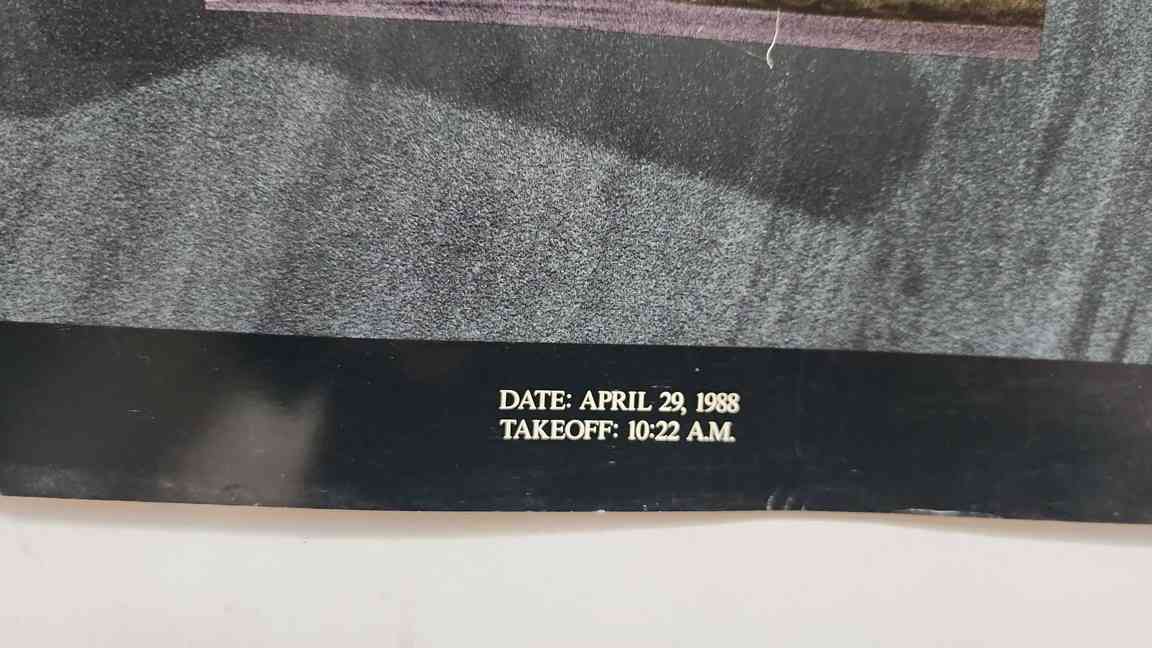 DATE: APRIL 29, 1988
TAKEOFF: 10:22 A.M.